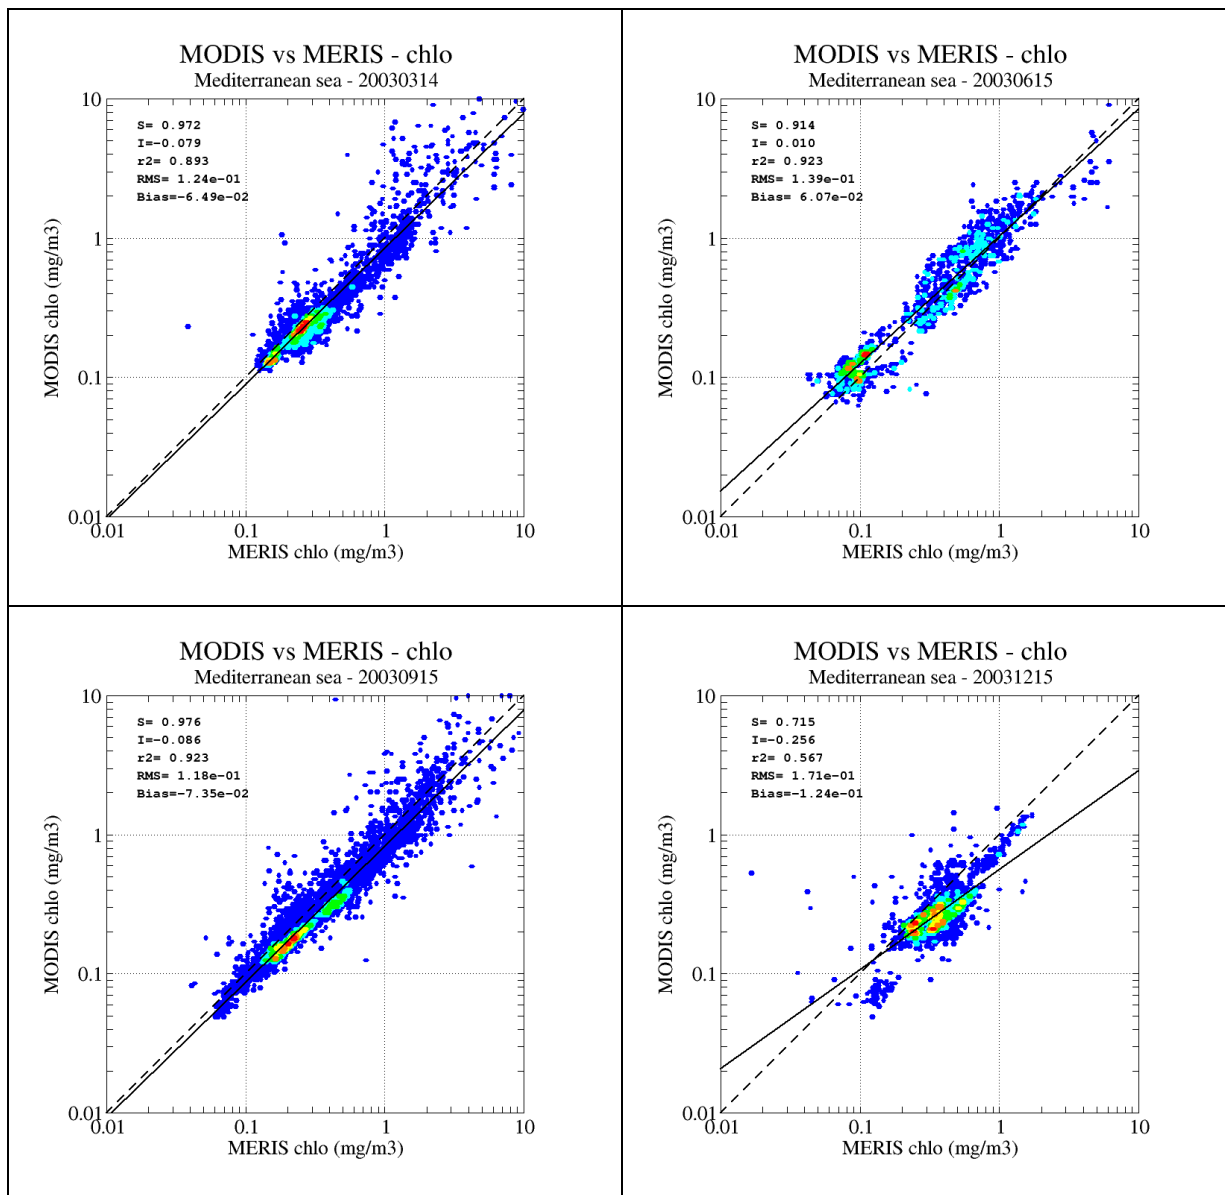 MODIS vs MERIS - chlo
Mediterranean sea - 20030314
10
S= 0.972
I=-0.079
r2= 0.893
RMS= 1.24e-01
Bias=-6.49e-02
1
0.1
0.01
MODIS chlo (mg/m3)
0.01
0.1
1
10
MERIS chlo (mg/m3)
MODIS vs MERIS - chlo
Mediterranean sea - 20030615
10
S= 0.914
I= 0.010
r2= 0.923
RMS= 1.39e-01
Bias= 6.07e-02
1
0.1
0.01
MODIS chlo (mg/m3)
0.01
0.1
1
10
MERIS chlo (mg/m3)
MODIS vs MERIS - chlo
Mediterranean sea - 20030915
10
S= 0.976
I=-0.086
r2= 0.923
RMS= 1.18e-01
Bias=-7.35e-02
1
0.1
0.01
MODIS chlo (mg/m3)
0.01
0.1
1
10
MERIS chlo (mg/m3)
MODIS vs MERIS - chlo
Mediterranean sea - 20031215
10
S= 0.715
I=-0.256
r2= 0.567
RMS= 1.71e-01
Bias=-1.24e-01
1
0.1
0.01
MODIS chlo (mg/m3)
0.01
0.1
1
10
MERIS chlo (mg/m3)